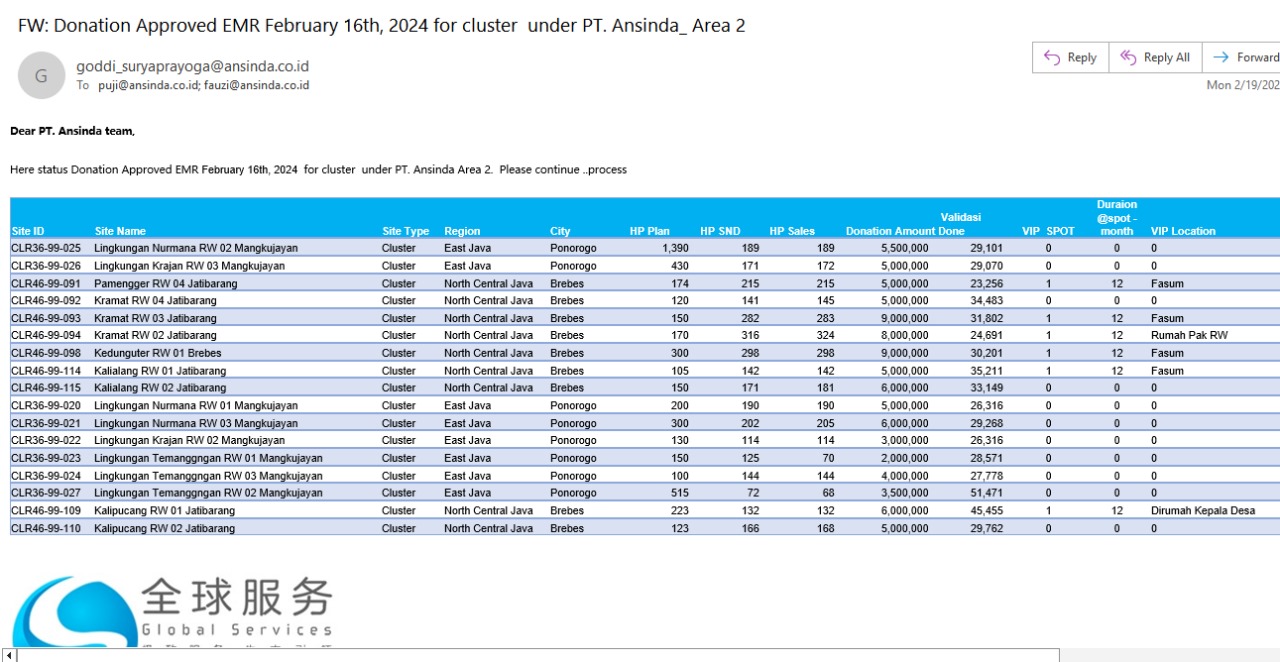 FW: Donation Approved EMR February 16th, 2024 for cluster under PT. Ansinda_ Area 2
G
goddi_suryaprayoga@ansinda.co.id
To puji@ansinda.co.id; fauzi@ansinda.co.id
Reply Reply All Forward
Mon 2/19/202
Dear PT. Ansinda team,
Here status Donation Approved EMR February 16th, 2024 for cluster under PT. Ansinda Area 2. Please continue ..process
Site ID Site Name Site Type Region City HP Plan HP SND HP Sales Donation Amount Validasi Done VIP SPOT Duraion @spot - month VIP Location
CLR36-99-025 Lingkungan Nurmana RW 02 Mangkujayan Cluster East Java Ponorogo 1,390 189 189 5,500,000 29,101 0 0 0
CLR36-99-026 Lingkungan Krajan RW 03 Mangkujayan Cluster East Java Ponorogo 430 171 172 5,000,000 29,070 0 0 0
CLR46-99-091 Pamengger RW 04 Jatibarang Cluster North Central Java Brebes 174 215 215 5,000,000 23,256 1 12 Fasum
CLR46-99-092 Kramat RW 04 Jatibarang Cluster North Central Java Brebes 120 141 145 5,000,000 34,483 0 0 0
CLR46-99-093 Kramat RW 03 Jatibarang Cluster North Central Java Brebes 150 282 283 9,000,000 31,802 1 12 Fasum
CLR46-99-094 Kramat RW 02 Jatibarang Cluster North Central Java Brebes 170 316 324 8,000,000 24,691 1 12 Rumah Pak RW
CLR46-99-098 Kedunguter RW 01 Brebes Cluster North Central Java Brebes 300 298 298 9,000,000 30,201 1 12 Fasum
CLR46-99-114 Kalialang RW 01 Jatibarang Cluster North Central Java Brebes 105 142 142 5,000,000 35,211 1 12 Fasum
CLR46-99-115 Kalialang RW 02 Jatibarang Cluster North Central Java Brebes 150 171 181 6,000,000 33,149 0 0 0
CLR36-99-020 Lingkungan Nurmana RW 01 Mangkujayan Cluster East Java Ponorogo 200 190 190 5,000,000 26,316 0 0 0
CLR36-99-021 Lingkungan Nurmana RW 03 Mangkujayan Cluster East Java Ponorogo 300 202 205 6,000,000 29,268 0 0 0
CLR36-99-022 Lingkungan Krajan RW 02 Mangkujayan Cluster East Java Ponorogo 130 114 114 3,000,000 26,316 0 0 0
CLR36-99-023 Lingkungan Temanggngan RW 01 Mangkujayan Cluster East Java Ponorogo 150 125 70 2,000,000 28,571 0 0 0
CLR36-99-024 Lingkungan Temanggngan RW 03 Mangkujayan Cluster East Java Ponorogo 100 144 144 4,000,000 27,778 0 0 0
CLR36-99-027 Lingkungan Temanggngan RW 02 Mangkujayan Cluster East Java Ponorogo 515 72 68 3,500,000 51,471 0 0 0
CLR46-99-109 Kalipucang RW 01 Jatibarang Cluster North Central Java Brebes 223 132 132 6,000,000 45,455 1 12 Dirumah Kepala Desa
CLR46-99-110 Kalipucang RW 02 Jatibarang Cluster North Central Java Brebes 123 166 168 5,000,000 29,762 0 0 0
全球服务
Global Services